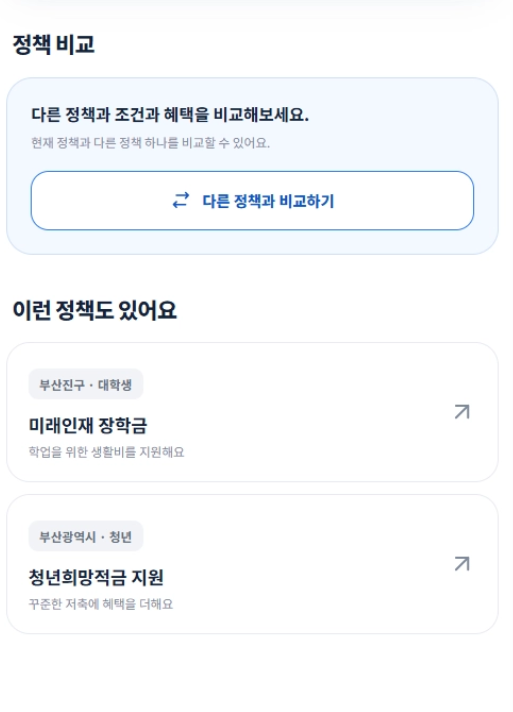 정책 비교
다른 정책과 조건과 혜택을 비교해보세요.
현재 정책과 다른 정책 하나를 비교할 수 있어요.
다른 정책과 비교하기
이런 정책도 있어요
부산진구 · 대학생
미래인재 장학금
학업을 위한 생활비를 지원해요
부산광역시 · 청년
청년희망적금 지원
꾸준한 저축에 혜택을 더해요